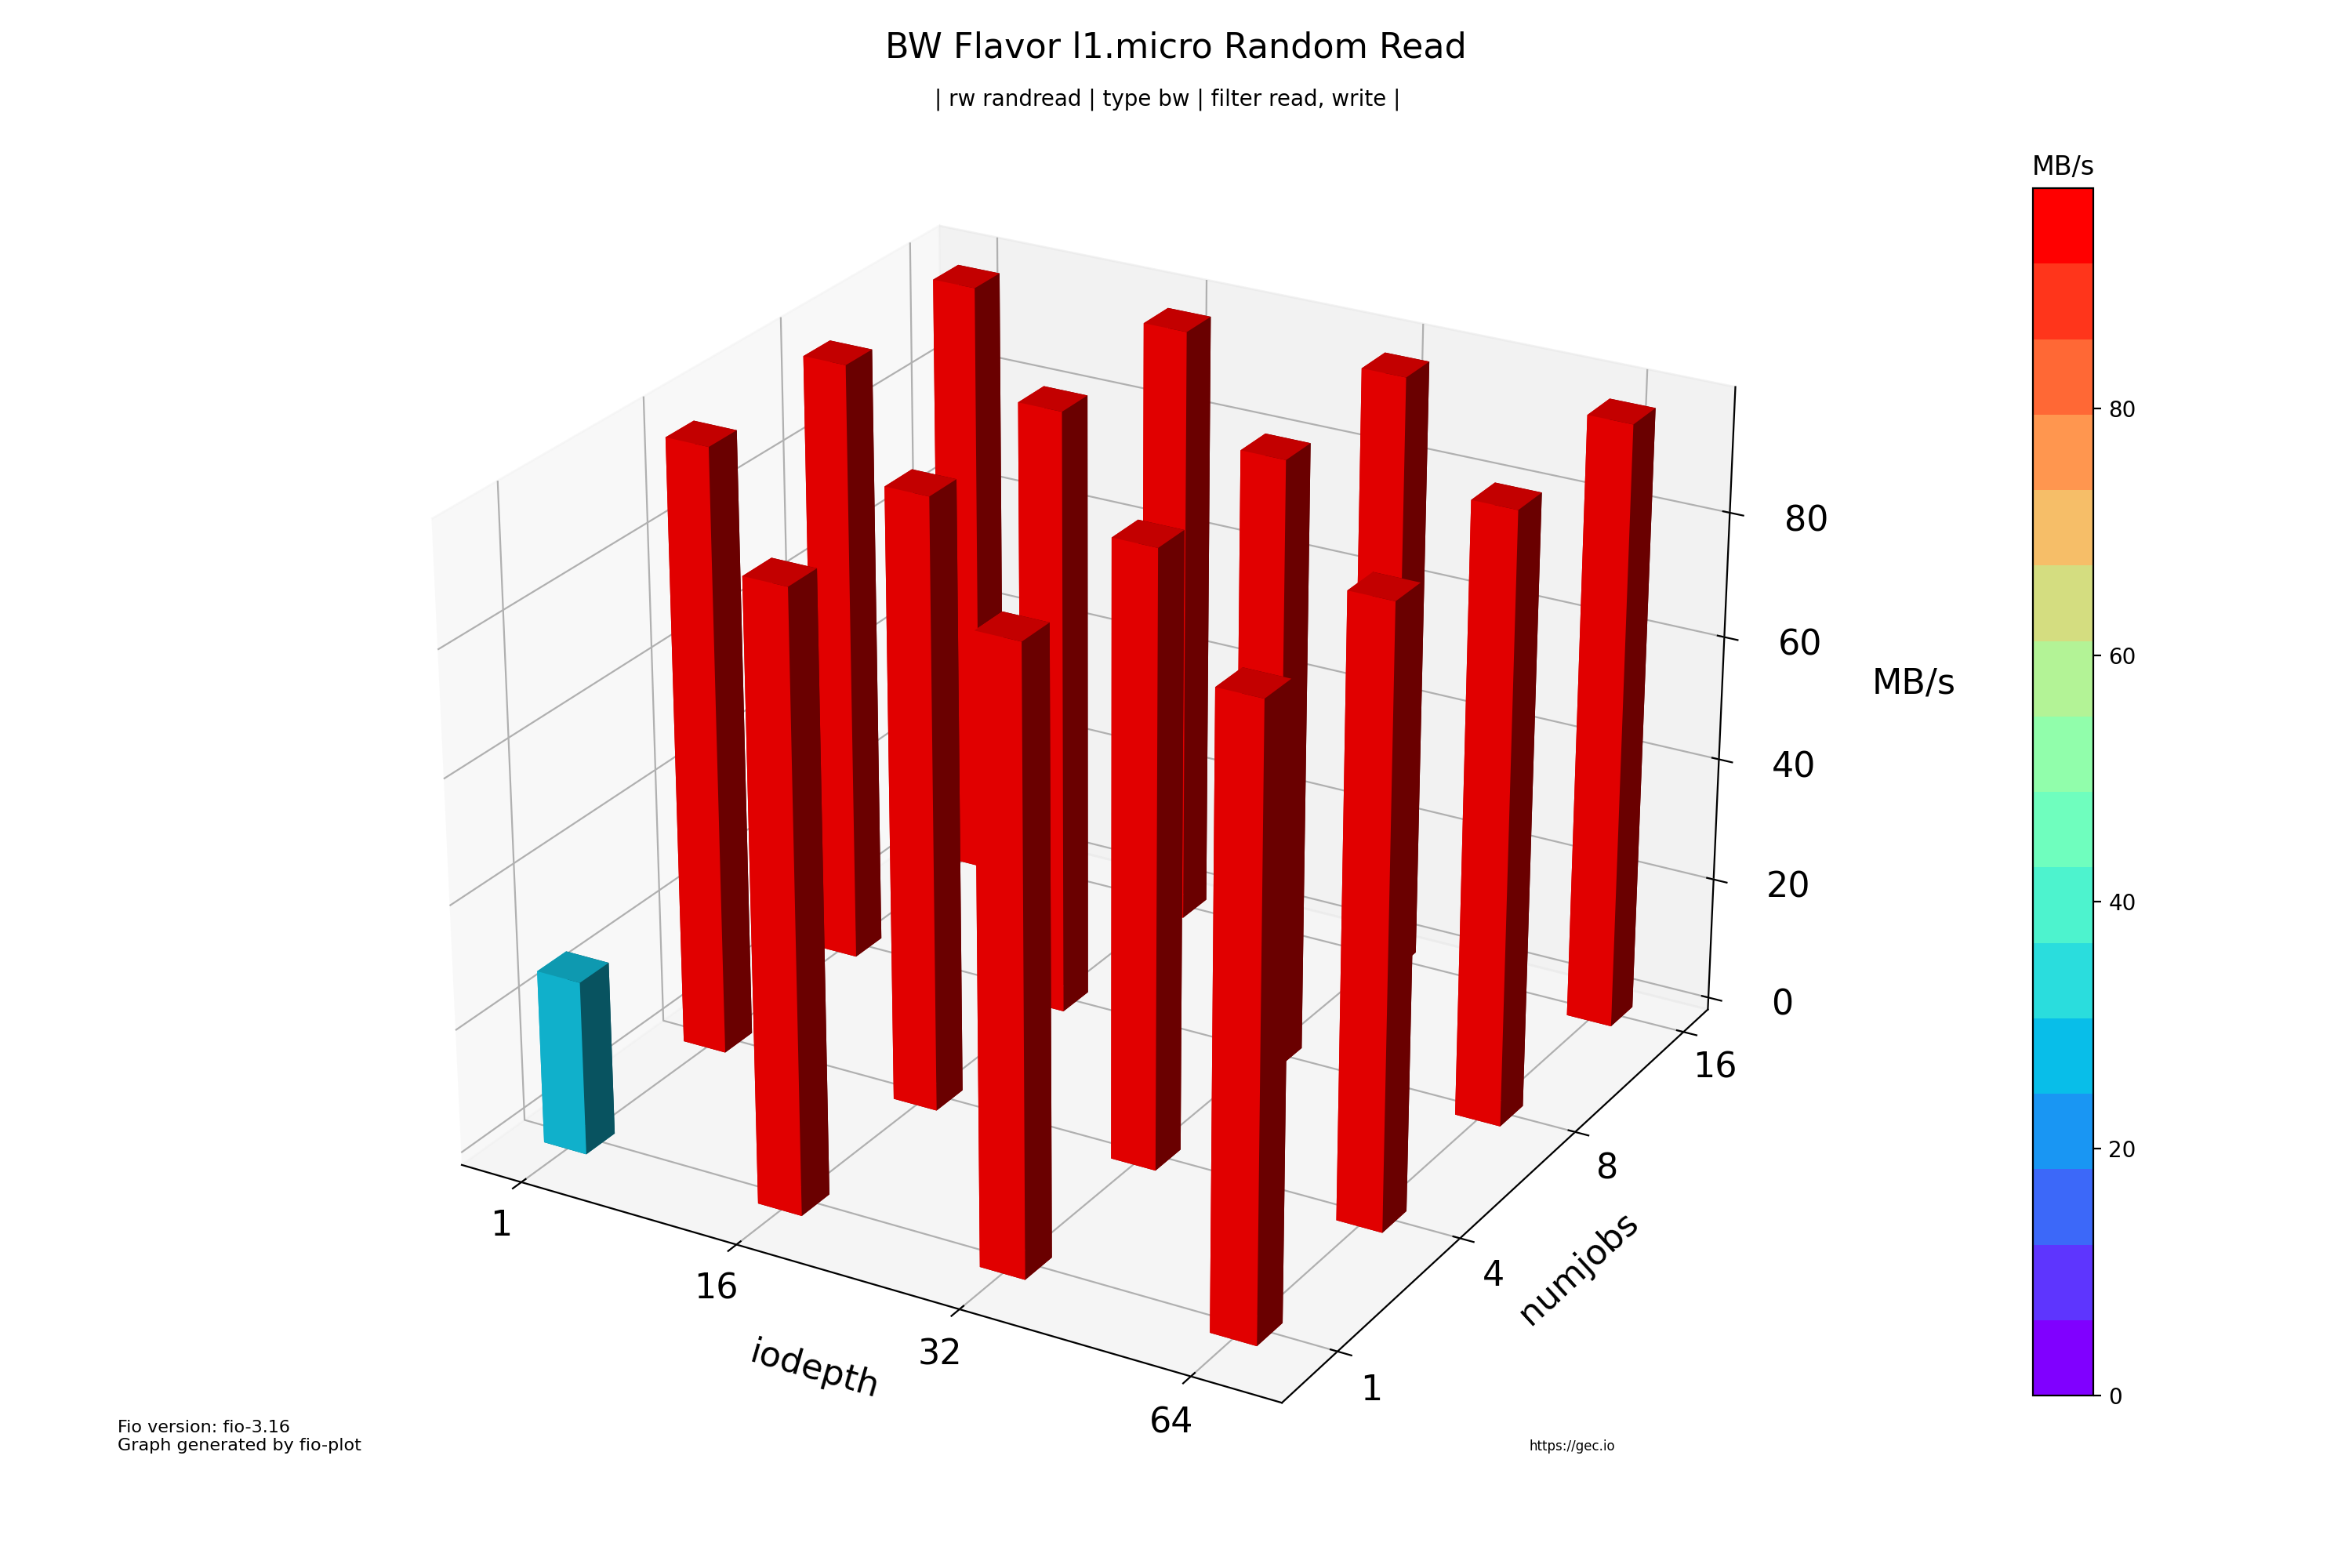 BW Flavor l1.micro Random Read
| rw randread | type bw | filter read, write |
MB/s
80
60
40
20
0
80
60
MB/s
40
20
0
16
8
4
1
numjobs
1
16
32
64
iodepth
Fio version: fio-3.16
Graph generated by fio-plot
https://gec.io